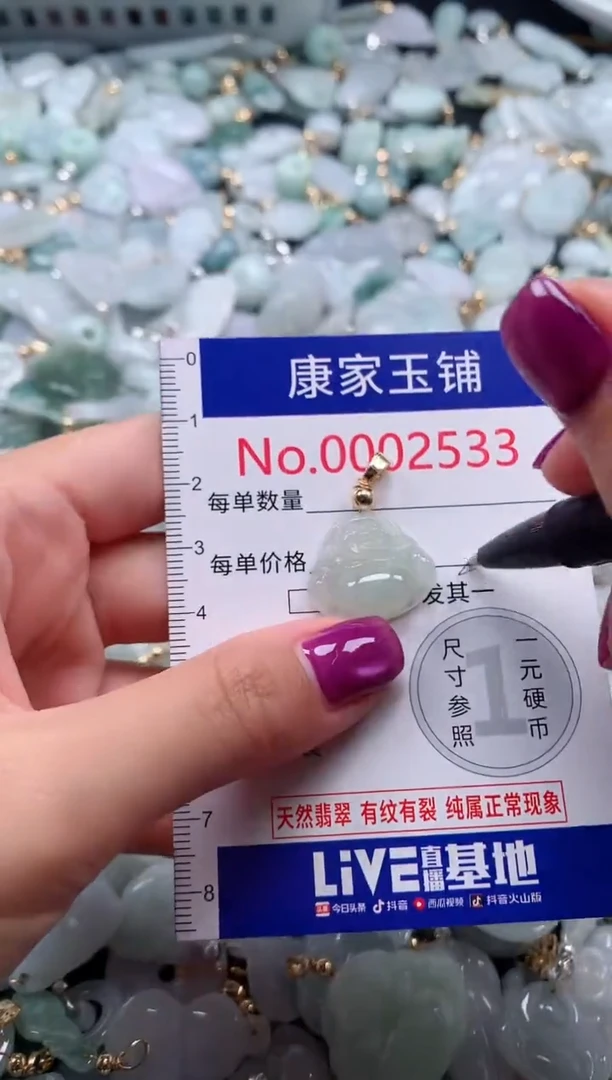 康家玉铺
No.0002533
每单数量
每单价格
发其一
尺寸参照
一元硬币
1
天然翡翠 有纹有裂 纯属正常现象
LiVE直播基地
头条 今日头条 抖音 西瓜视频 抖音火山版
0
1
2
3
4
7
8